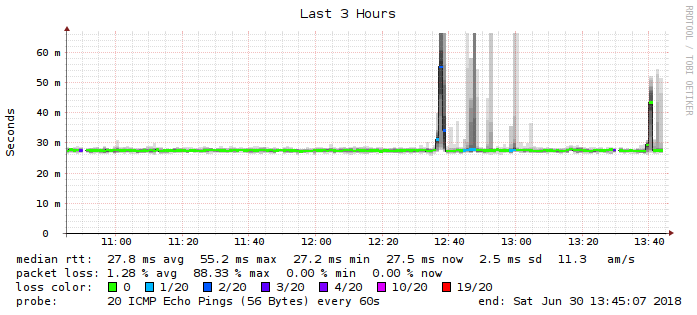 Last 3 Hours
RRDTOOL / TOBI OETIKER
Seconds
60 m
50 m
40 m
30 m
20 m
10 m
0
11:00 11:20 11:40 12:00 12:20 12:40 13:00 13:20 13:40
median rtt: 27.8 ms avg 55.2 ms max 27.2 ms min 27.5 ms now 2.5 ms sd 11.3 am/s
packet loss: 1.28 % avg 88.33 % max 0.00 % min 0.00 % now
loss color: 0 1/20 2/20 3/20 4/20 10/20 19/20
probe: 20 ICMP Echo Pings (56 Bytes) every 60s end: Sat Jun 30 13:45:07 2018